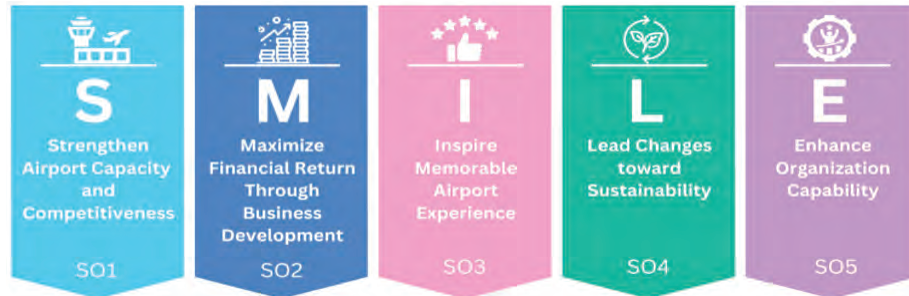 S
Strengthen
Airport Capacity
and
Competitiveness
SO1
M
Maximize
Financial Return
Through
Business
Development
SO2
I
Inspire
Memorable
Airport
Experience
SO3
L
Lead Changes
toward
Sustainability
SO4
E
Enhance
Organization
Capability
SO5